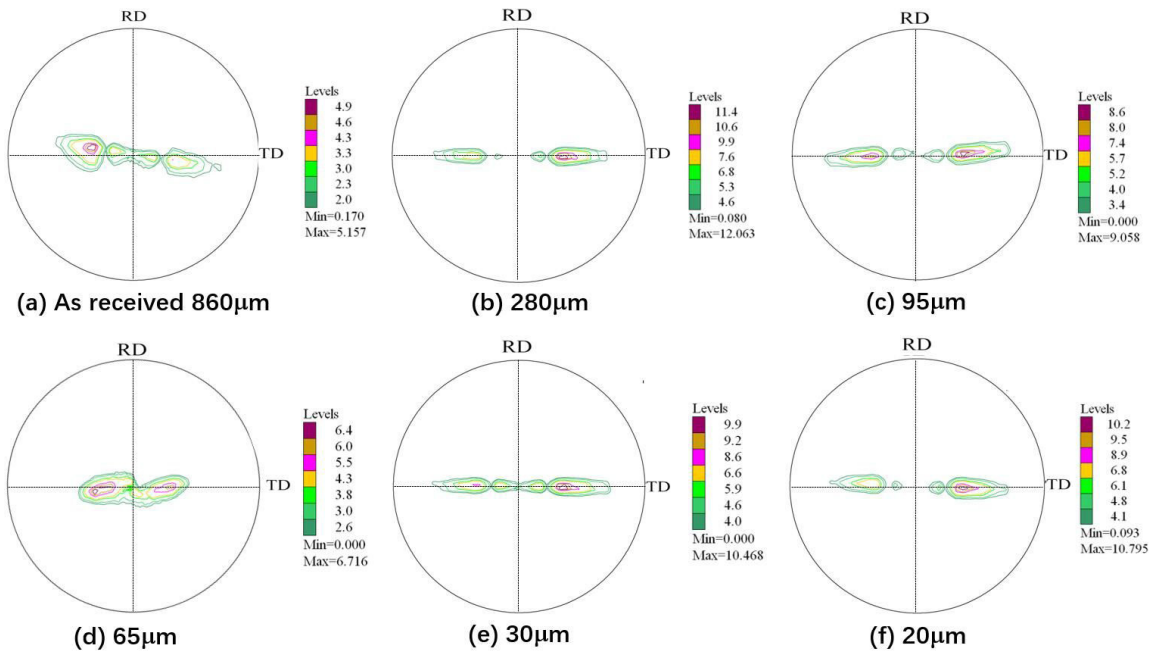 RD
TD
Levels
4.9
4.6
4.3
3.3
3.0
2.3
2.0
Min=0.170
Max=5.157
(a) As received 860μm
RD
TD
Levels
11.4
10.6
9.9
7.6
6.8
5.3
4.6
Min=0.080
Max=12.063
(b) 280μm
RD
TD
Levels
8.6
8.0
7.4
5.7
5.2
4.0
3.4
Min=0.000
Max=9.058
(c) 95μm
RD
TD
Levels
6.4
6.0
5.5
4.3
3.8
3.0
2.6
Min=0.000
Max=6.716
(d) 65μm
RD
TD
Levels
9.9
9.2
8.6
6.6
5.9
4.6
4.0
Min=0.000
Max=10.468
(e) 30μm
RD
TD
Levels
10.2
9.5
8.9
6.8
6.1
4.8
4.1
Min=0.093
Max=10.795
(f) 20μm